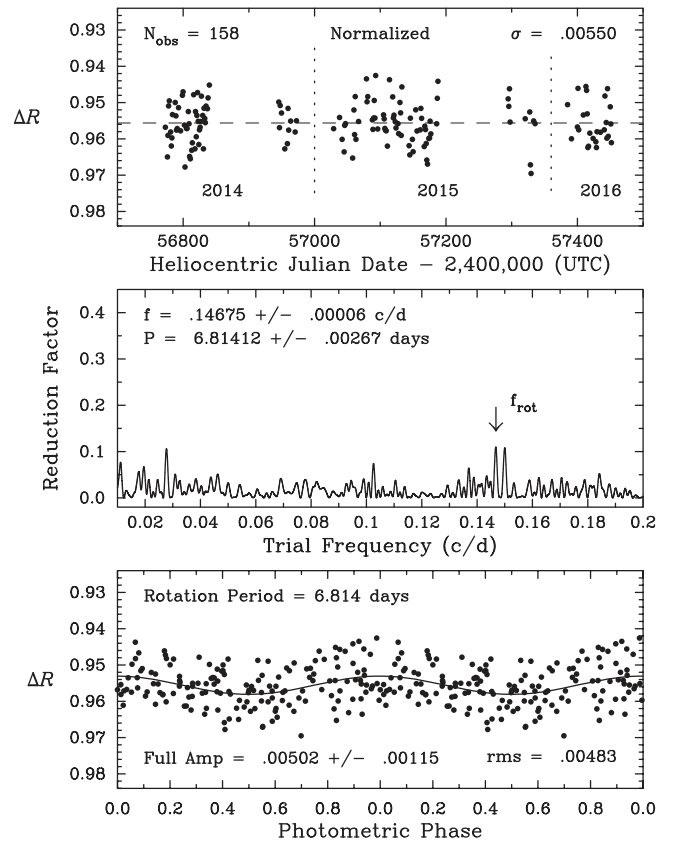 0.93
0.94
0.95
0.96
0.97
0.98
ΔR
N_obs = 158
Normalized
σ = .00550
2014
2015
2016
56800 57000 57200 57400
Heliocentric Julian Date − 2,400,000 (UTC)
0.4
0.3
0.2
0.1
0.0
Reduction Factor
f = .14675 +/− .00006 c/d
P = 6.81412 +/− .00267 days
f_rot
0.02 0.04 0.06 0.08 0.1 0.12 0.14 0.16 0.18 0.2
Trial Frequency (c/d)
0.93
0.94
0.95
0.96
0.97
0.98
ΔR
Rotation Period = 6.814 days
Full Amp = .00502 +/− .00115
rms = .00483
0.0 0.2 0.4 0.6 0.8 0.0 0.2 0.4 0.6 0.8 0.0
Photometric Phase